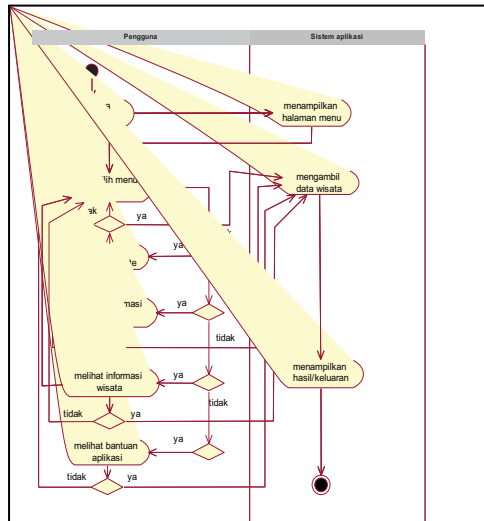 Pengguna
Sistem aplikasi
menampilkan
halaman menu
mengambil
data wisata
ya
ya
ya
tidak
ya
tidak
melihat informasi
wisata
menampilkan
hasil/keluaran
tidak
ya
ya
melihat bantuan
aplikasi
tidak
ya